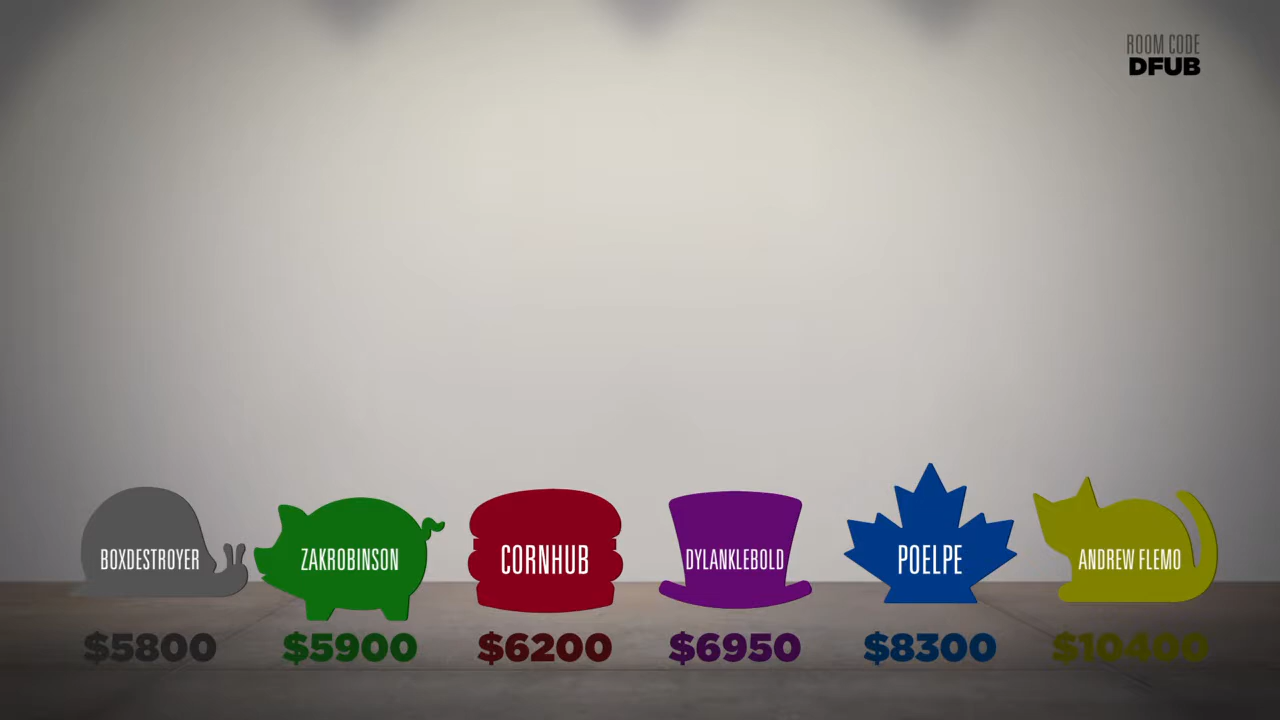 ROOM CODE
DFUB
BOXDESTROYER
ZAKROBINSON
CORNHUB
DYLANKLEBOLD
POELPE
ANDREW FLEMO
$5800
$5900
$6200
$6950
$8300
$10400